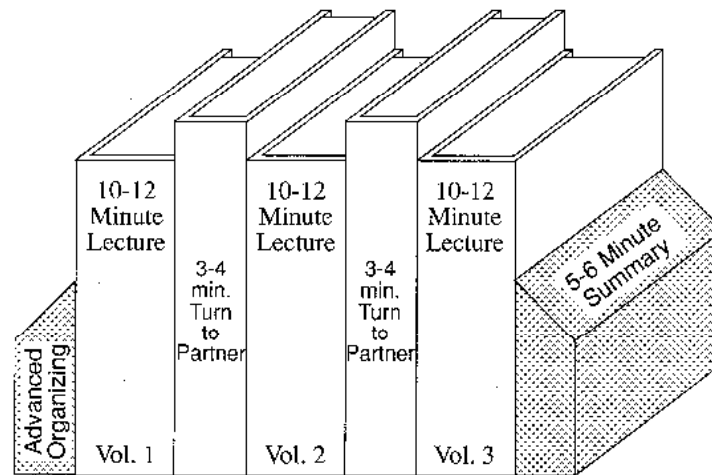 Advanced
Organizing
10-12
Minute
Lecture
Vol. 1
3-4
min.
Turn
to
Partner
10-12
Minute
Lecture
Vol. 2
3-4
min.
Turn
to
Partner
10-12
Minute
Lecture
Vol. 3
5-6 Minute
Summary